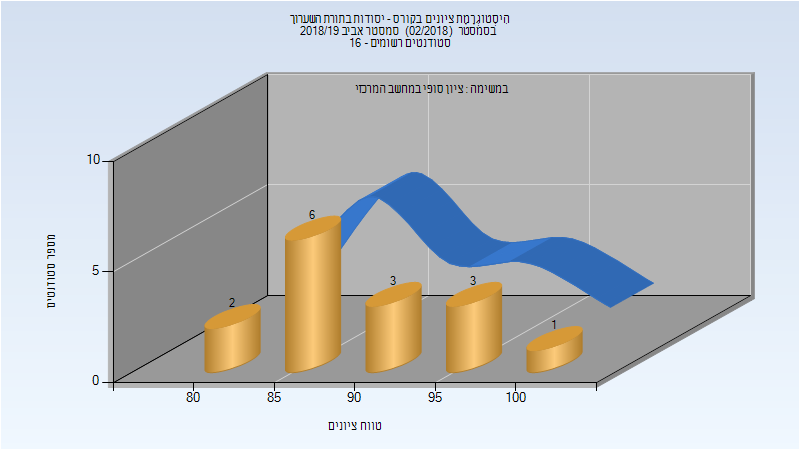 היסטוגרמת ציונים בקורס - יסודות בתורת השערוך
בסמסטר (02/2018) סמסטר אביב 2018/19
סטודנטים רשומים - 16
במשימה : ציון סופי במחשב המרכזי
מספר סטודנטים
10
5
0
2
6
3
3
1
80
85
90
95
100
טווח ציונים